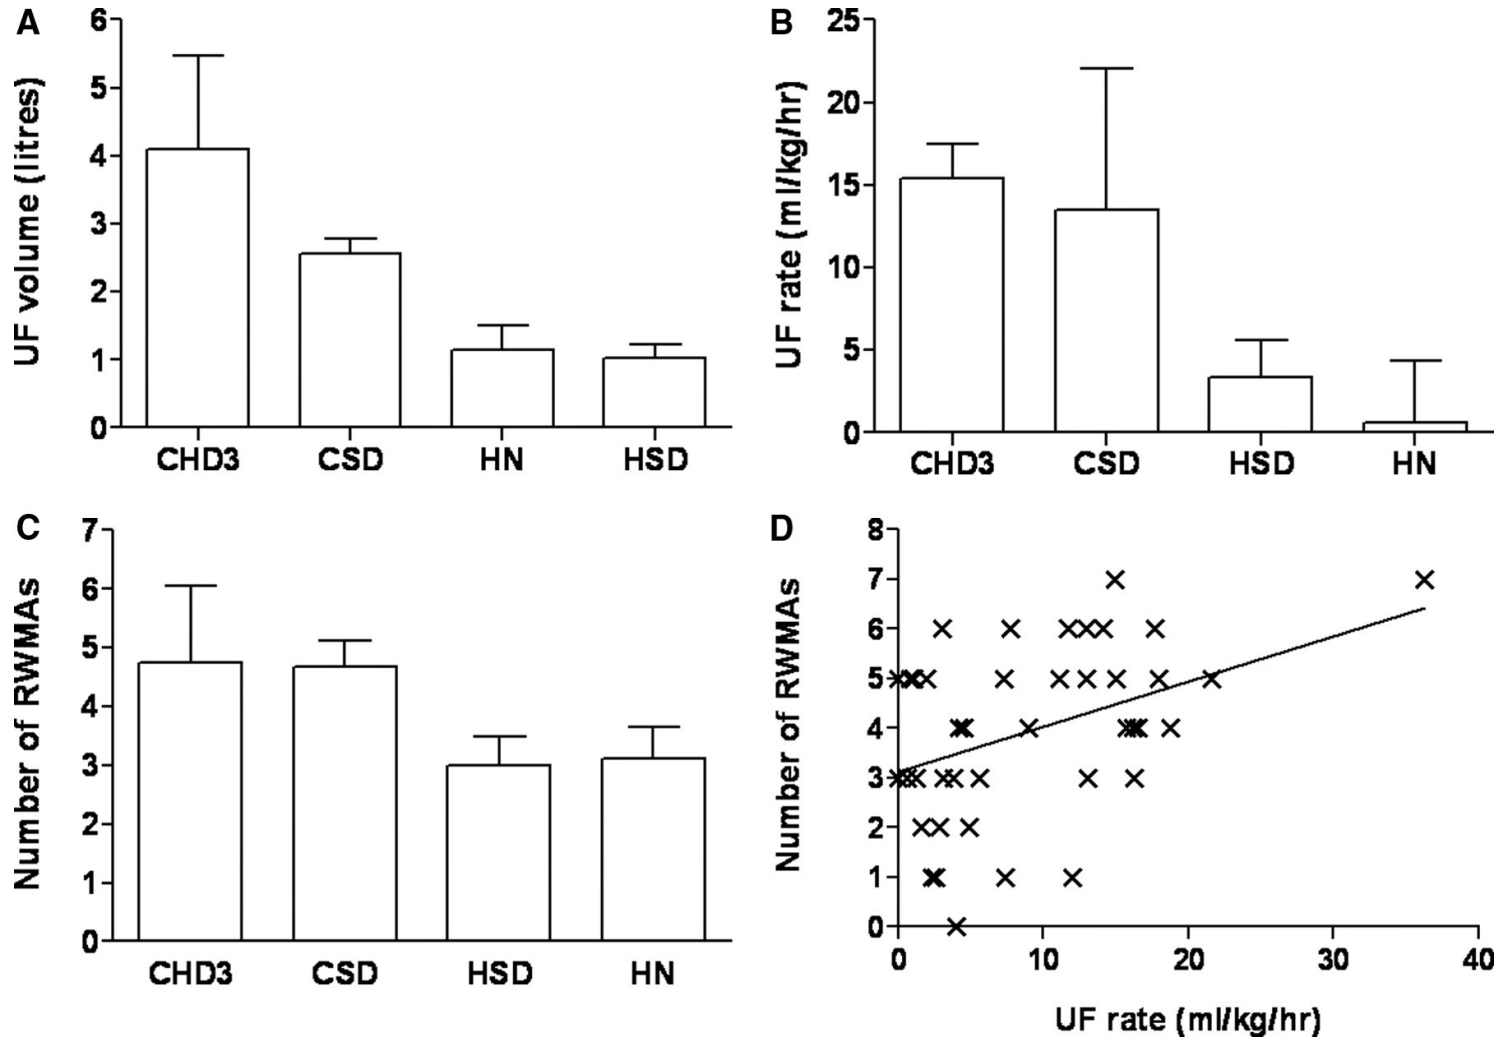 A
UF volume (litres)
6
5
4
3
2
1
0
CHD3 CSD HN HSD
B
UF rate (ml/kg/hr)
25
20
15
10
5
0
CHD3 CSD HSD HN
C
Number of RWMAs
7
6
5
4
3
2
1
0
CHD3 CSD HSD HN
D
Number of RWMAs
8
7
6
5
4
3
2
1
0
0 10 20 30 40
UF rate (ml/kg/hr)